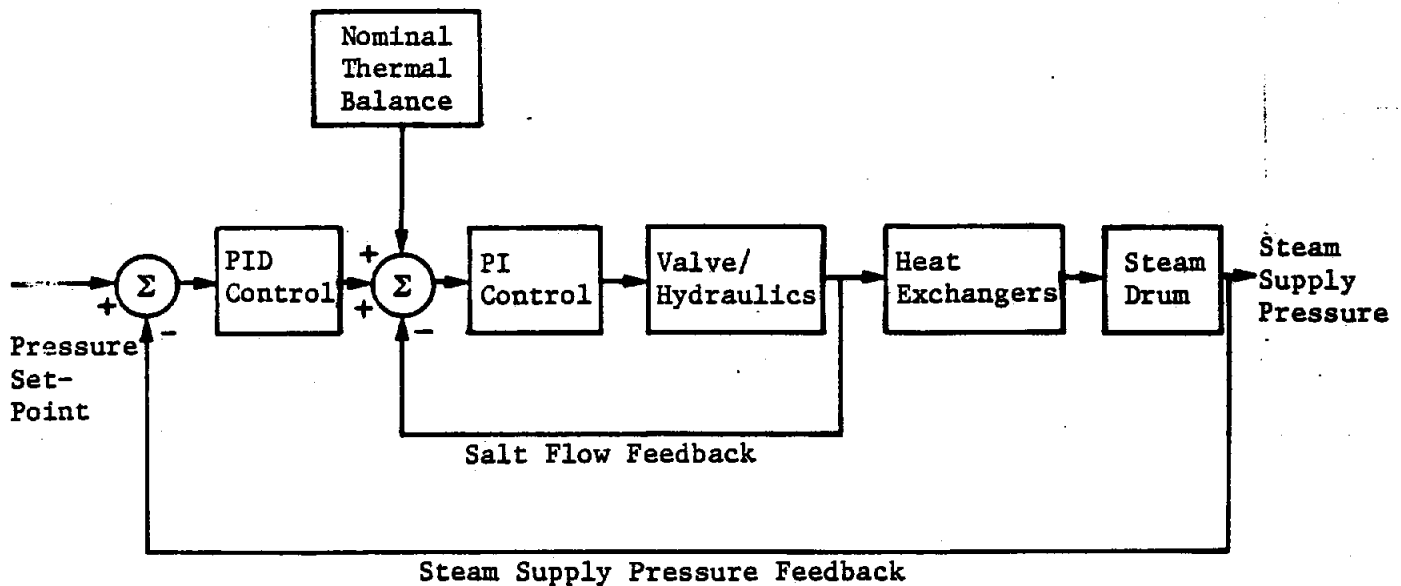 Nominal
Thermal
Balance
+
Σ
+
-
Pressure
Set-
Point
PID
Control
+
+
Σ
-
PI
Control
Valve/
Hydraulics
Heat
Exchangers
Steam
Drum
Steam
Supply
Pressure
Salt Flow Feedback
Steam Supply Pressure Feedback